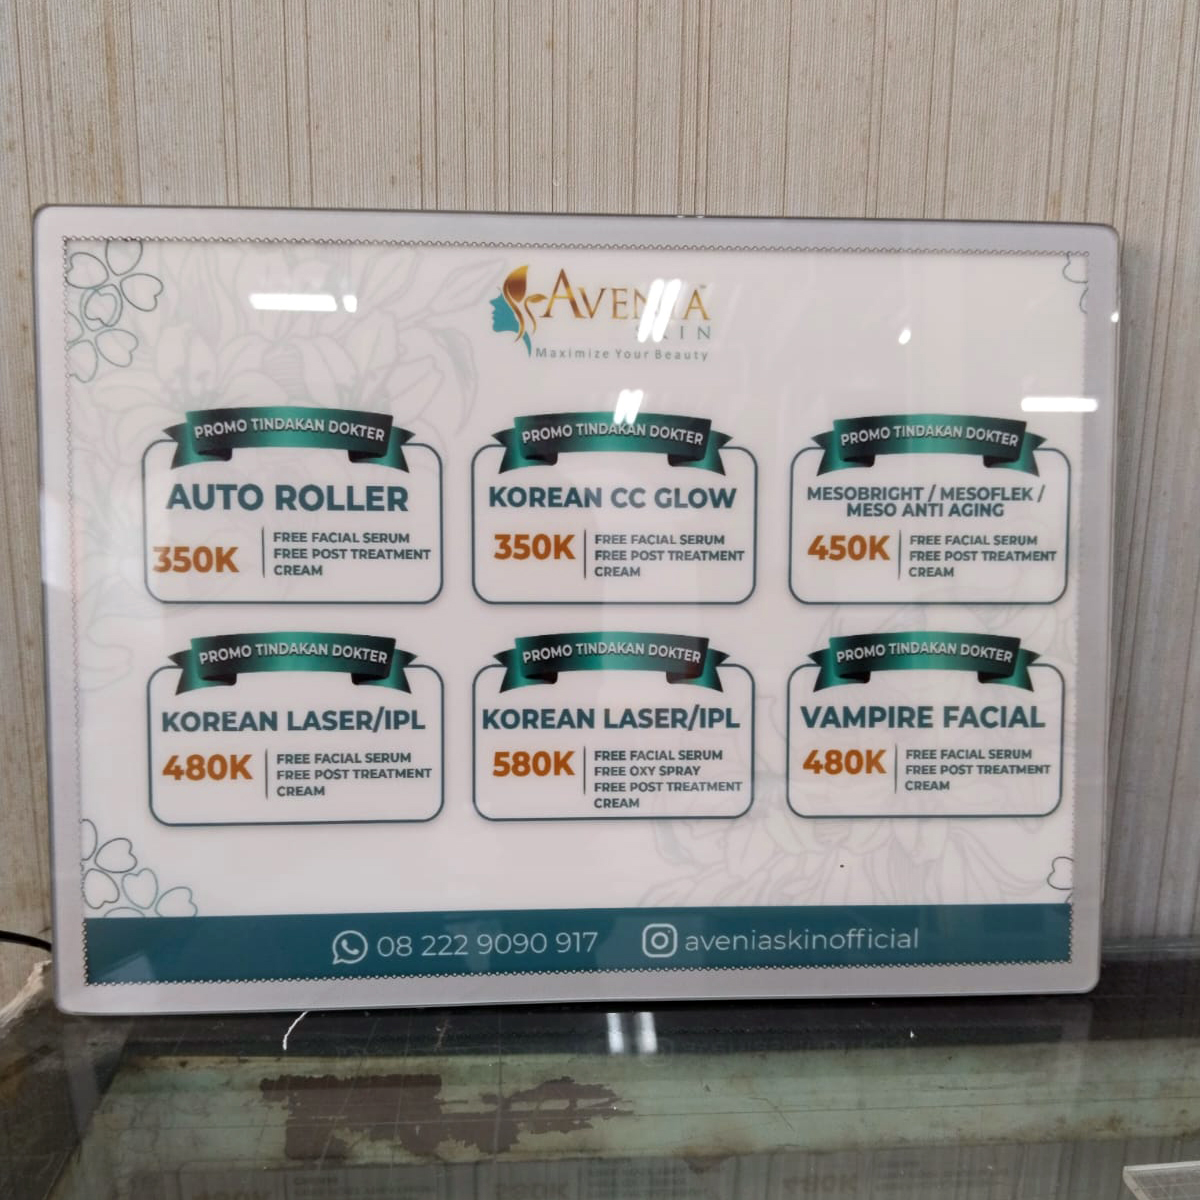 AVENIA
SKIN
Maximize Your Beauty
PROMO TINDAKAN DOKTER
AUTO ROLLER
350K
FREE FACIAL SERUM
FREE POST TREATMENT
CREAM
PROMO TINDAKAN DOKTER
KOREAN CC GLOW
350K
FREE FACIAL SERUM
FREE POST TREATMENT
CREAM
PROMO TINDAKAN DOKTER
MESOBRIGHT / MESOFLEK /
MESO ANTI AGING
450K
FREE FACIAL SERUM
FREE POST TREATMENT
CREAM
PROMO TINDAKAN DOKTER
KOREAN LASER/IPL
480K
FREE FACIAL SERUM
FREE POST TREATMENT
CREAM
PROMO TINDAKAN DOKTER
KOREAN LASER/IPL
580K
FREE FACIAL SERUM
FREE OXY SPRAY
FREE POST TREATMENT
CREAM
PROMO TINDAKAN DOKTER
VAMPIRE FACIAL
480K
FREE FACIAL SERUM
FREE POST TREATMENT
CREAM
08 222 9090 917
aveniaskinofficial